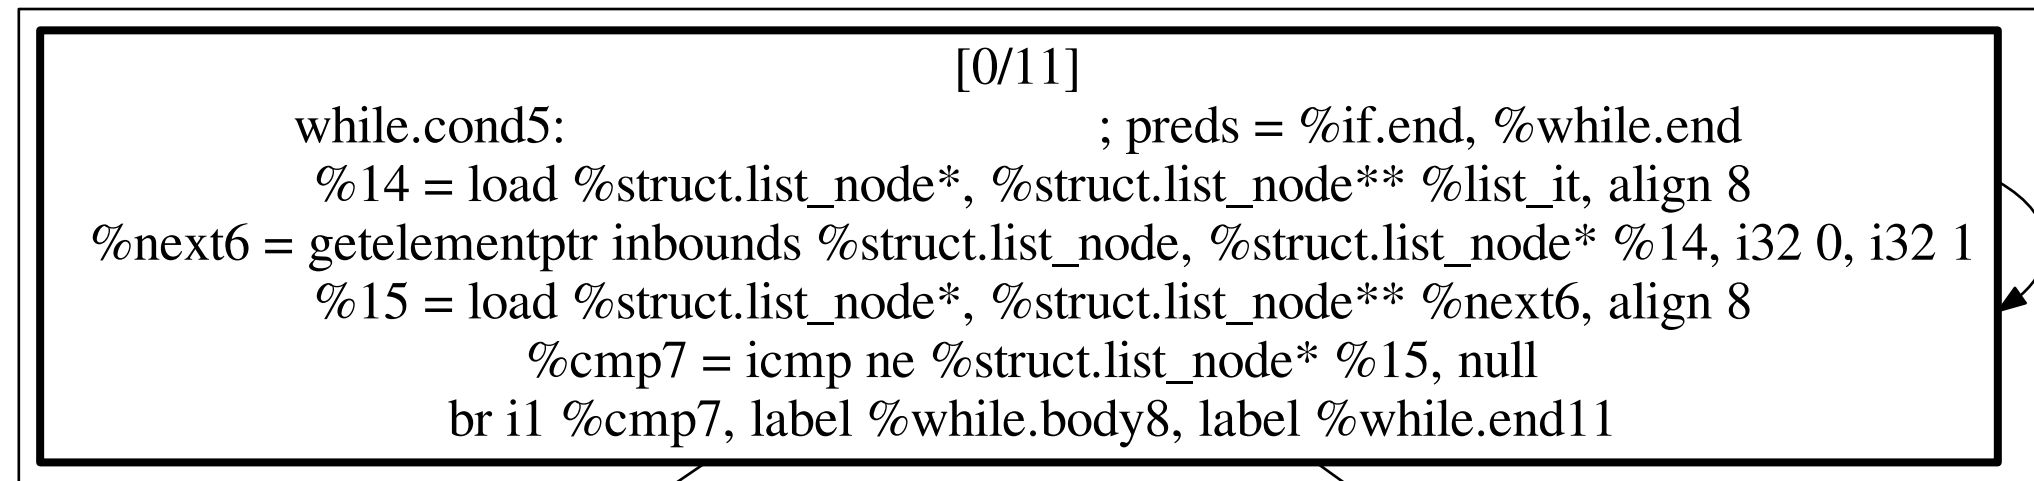 [0/11]
while.cond5: ; preds = %if.end, %while.end
%14 = load %struct.list_node*, %struct.list_node** %list_it, align 8
%next6 = getelementptr inbounds %struct.list_node, %struct.list_node* %14, i32 0, i32 1
%15 = load %struct.list_node*, %struct.list_node** %next6, align 8
%cmp7 = icmp ne %struct.list_node* %15, null
br i1 %cmp7, label %while.body8, label %while.end11